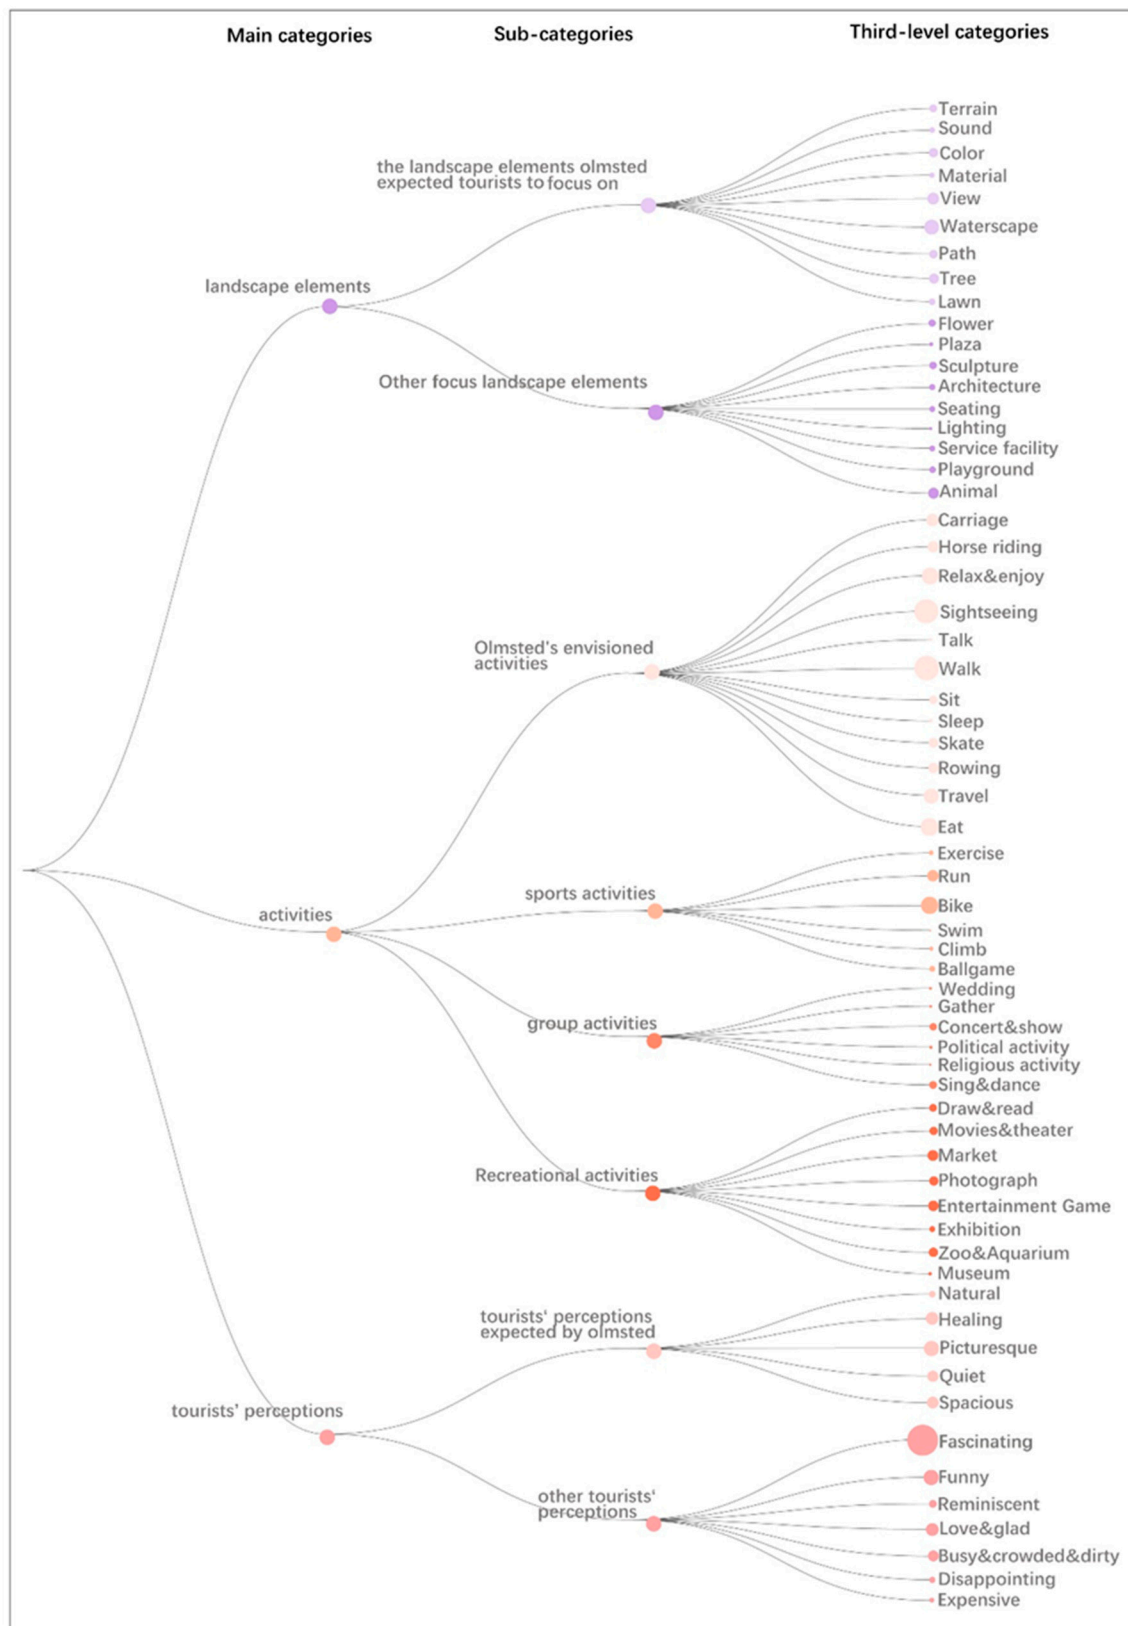 Main categories
Sub-categories
Third-level categories
landscape elements
the landscape elements olmsted
expected tourists to focus on
Terrain
Sound
Color
Material
View
Waterscape
Path
Tree
Lawn
Other focus landscape elements
Flower
Plaza
Sculpture
Architecture
Seating
Lighting
Service facility
Playground
Animal
activities
Olmsted's envisioned
activities
Carriage
Horse riding
Relax&enjoy
Sightseeing
Talk
Walk
Sit
Sleep
Skate
Rowing
Travel
Eat
sports activities
Exercise
Run
Bike
Swim
Climb
Ballgame
group activities
Wedding
Gather
Concert&show
Political activity
Religious activity
Sing&dance
Recreational activities
Draw&read
Movies&theater
Market
Photograph
Entertainment Game
Exhibition
Zoo&Aquarium
Museum
tourists’ perceptions
tourists‘ perceptions
expected by olmsted
Natural
Healing
Picturesque
Quiet
Spacious
other tourists‘
perceptions
Fascinating
Funny
Reminiscent
Love&glad
Busy&crowded&dirty
Disappointing
Expensive